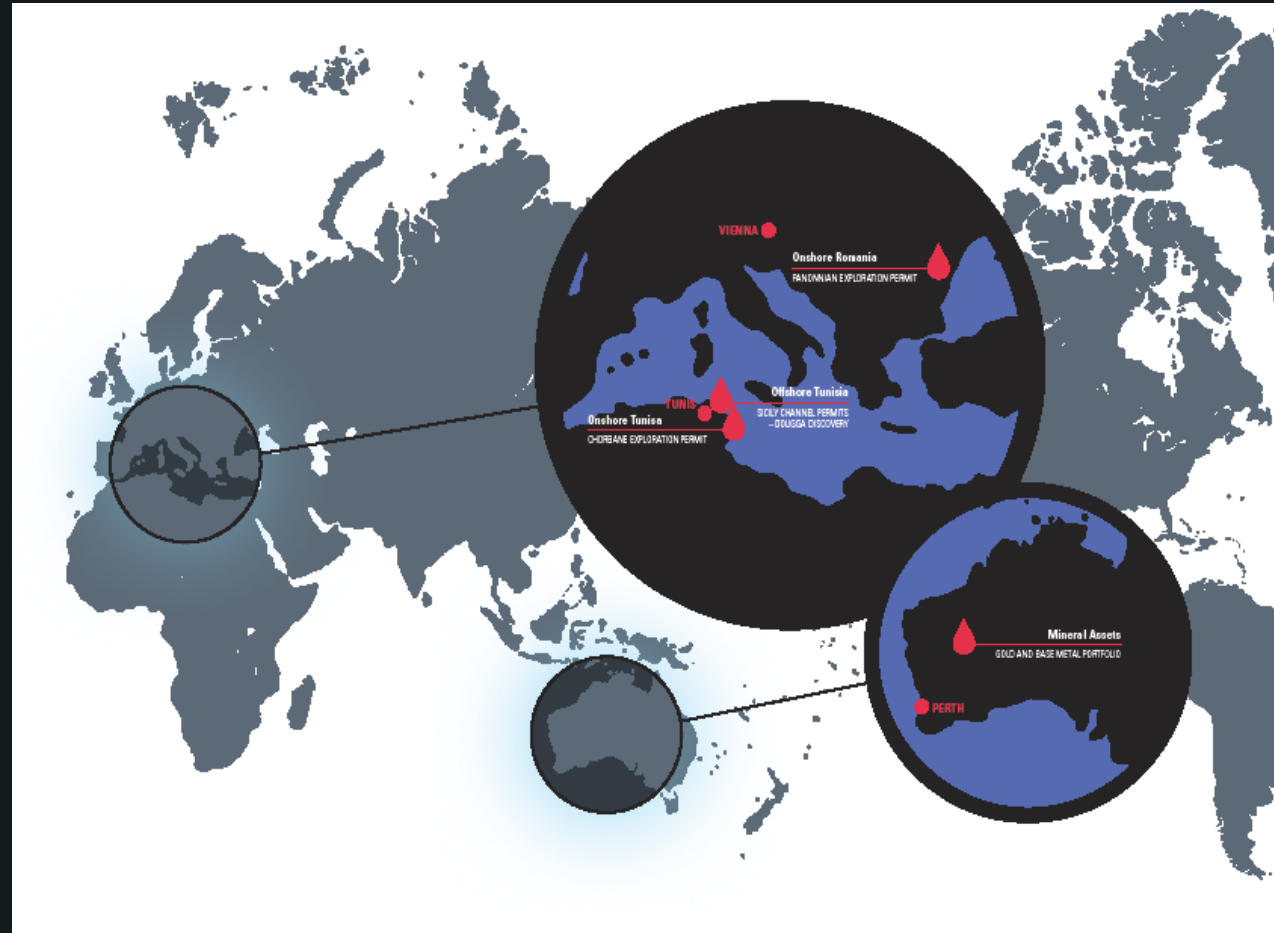 VIENNA
Onshore Romania
PANONNIAN EXPLORATION PERMIT
Offshore Tunisia
SICILY CHANNEL PERMITS
–DOUGGA DISCOVERY
TUNIS
Onshore Tunisa
CHORBANE EXPLORATION PERMIT
Mineral Assets
GOLD AND BASE METAL PORTFOLIO
PERTH